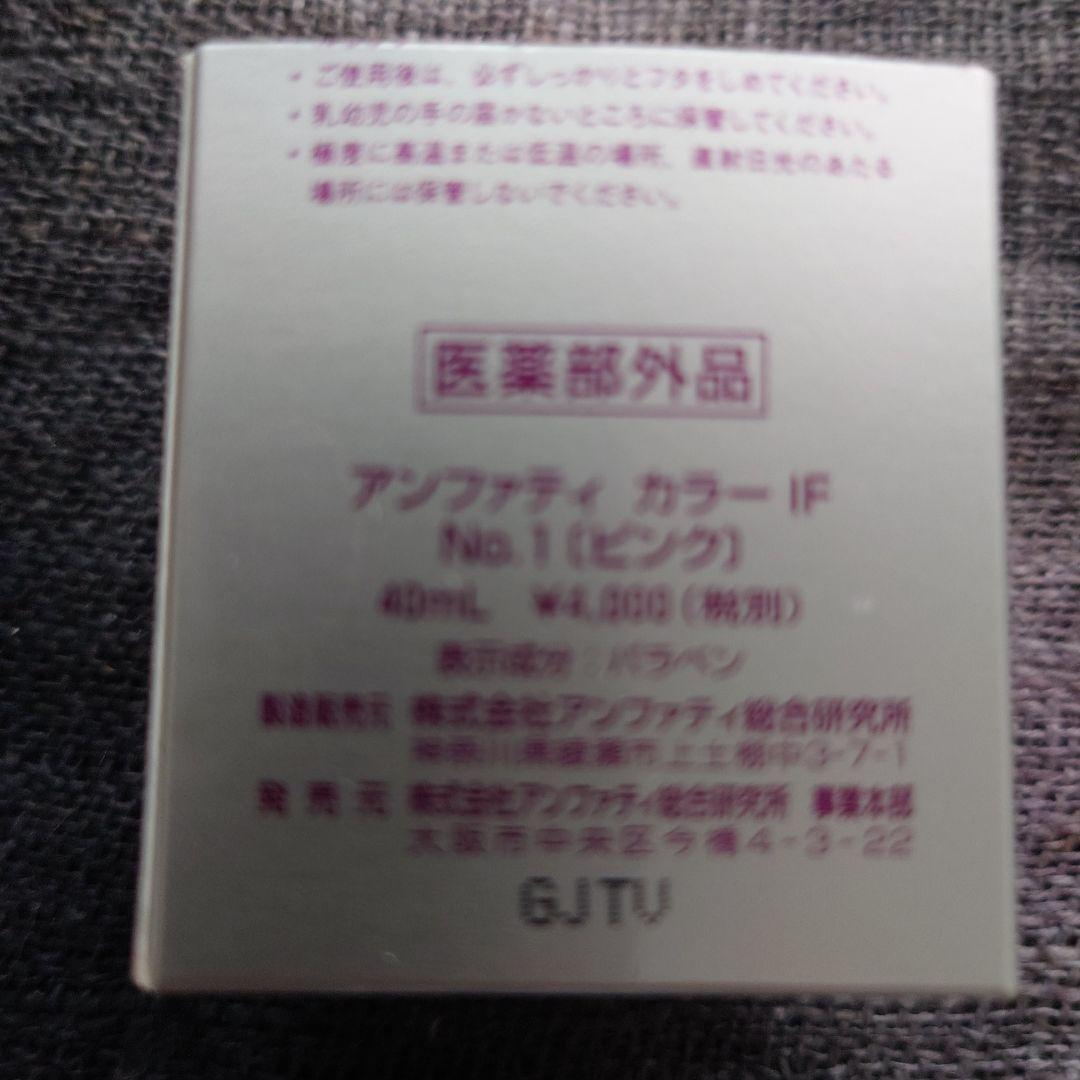 ・ご使用後は、必ずしっかりとフタをしめてください。
・乳幼児の手の届かないところに保管してください。
・極度に高温または低温の場所、直射日光のあたる
場所には保管しないでください。
医薬部外品
アンファティ カラー IF
No.1（ピンク）
40mL ¥4,000（税別）
表示成分：パラベン
製造販売元 株式会社アンファティ総合研究所
神奈川県綾瀬市上土棚中3-7-1
発売元 株式会社アンファティ総合研究所 事業本部
大阪市中央区今橋4-3-22
GJTV